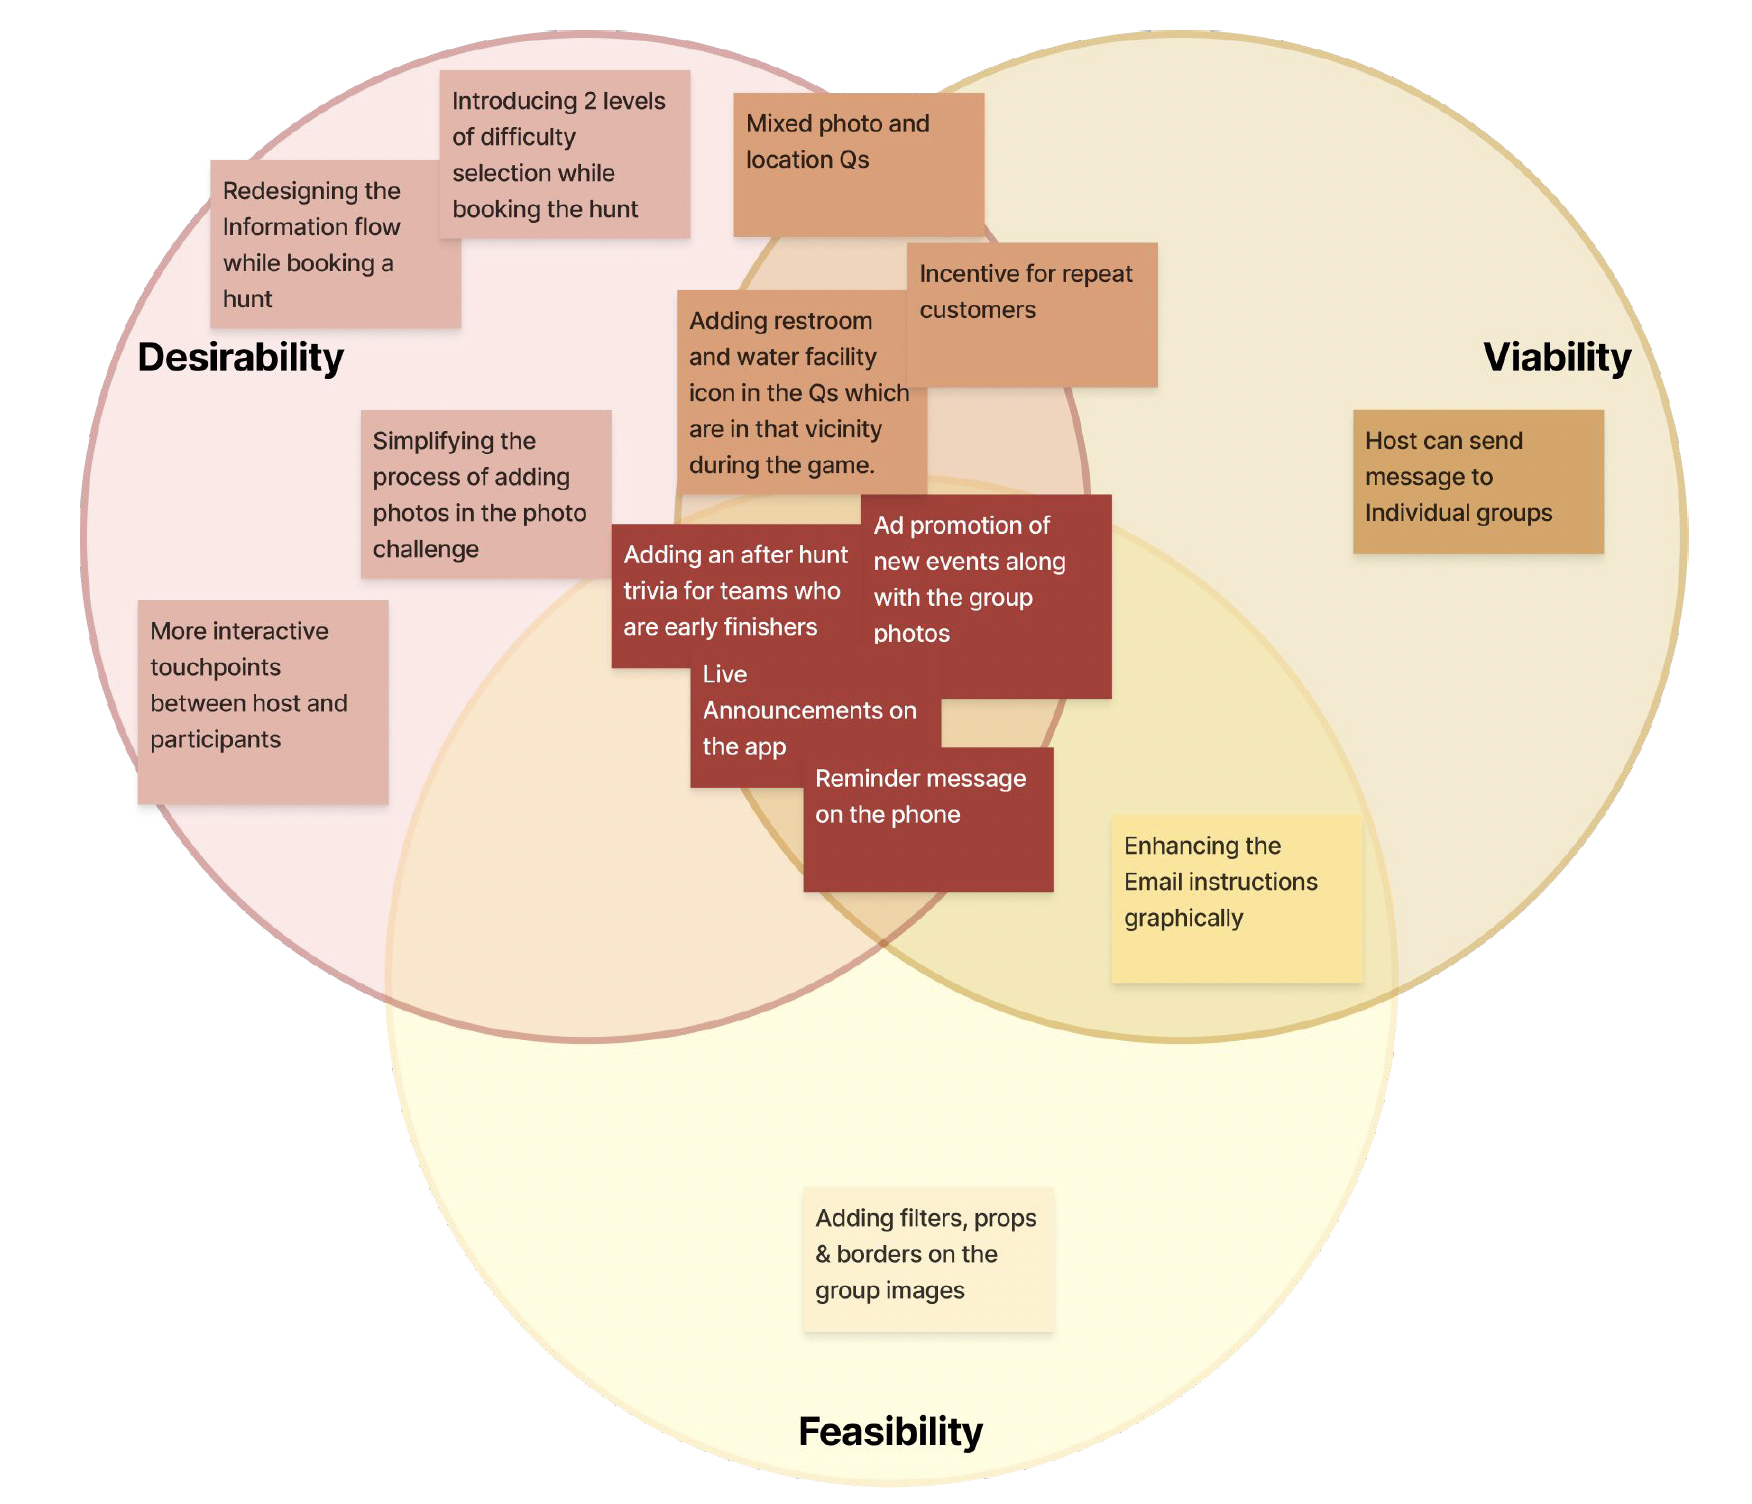 Introducing 2 levels
of difficulty
selection while
booking the hunt
Mixed photo and
location Qs
Redesigning the
Information flow
while booking a
hunt
Incentive for repeat
customers
Adding restroom
and water facility
icon in the Qs which
are in that vicinity
during the game.
Desirability
Viability
Simplifying the
process of adding
photos in the photo
challenge
Host can send
message to
Individual groups
Ad promotion of
new events along
with the group
photos
Adding an after hunt
trivia for teams who
are early finishers
More interactive
touchpoints
between host and
participants
Live
Announcements on
the app
Reminder message
on the phone
Enhancing the
Email instructions
graphically
Adding filters, props
& borders on the
group images
Feasibility